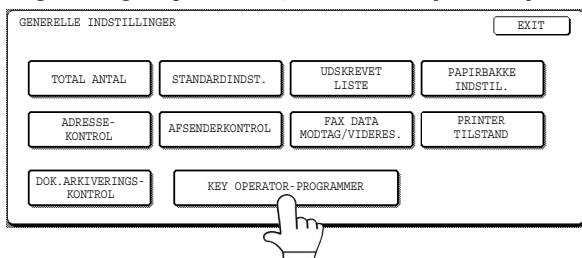 GENERELLE INDSTILLINGER
EXIT
TOTAL ANTAL
STANDARDINDST.
UDSKREVET
LISTE
PAPIRBAKKE
INDSTIL.
ADRESSE-
KONTROL
AFSENDERKONTROL
FAX DATA
MODTAG/VIDERES.
PRINTER
TILSTAND
DOK.ARKIVERINGS-
KONTROL
KEY OPERATOR-PROGRAMMER